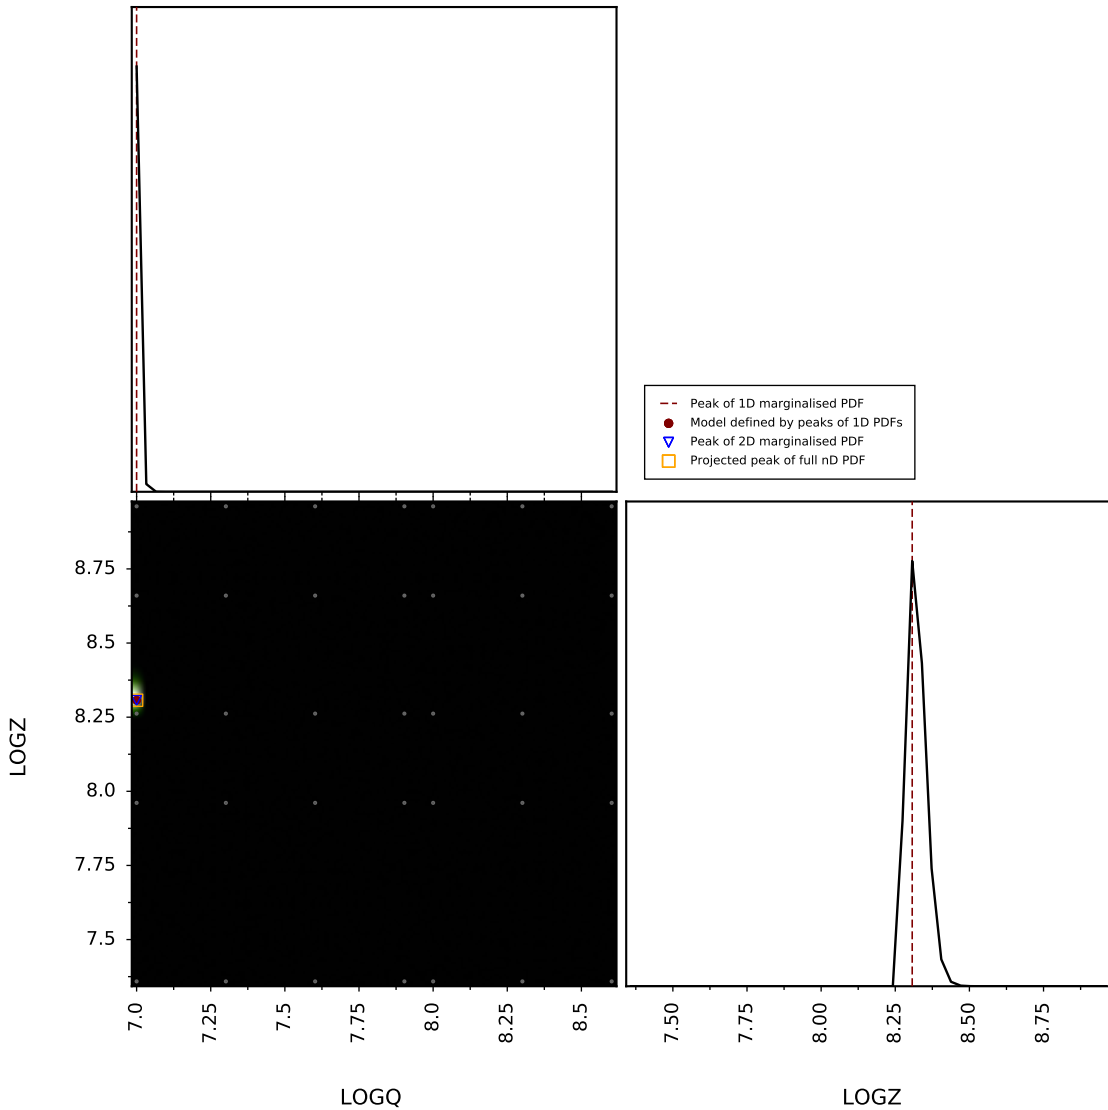 Peak of 1D marginalised PDF
Model defined by peaks of 1D PDFs
Peak of 2D marginalised PDF
Projected peak of full nD PDF
8.75
8.5
8.25
8.0
7.75
7.5
LOGZ
7.0
7.25
7.5
7.75
8.0
8.25
8.5
LOGQ
7.50
7.75
8.00
8.25
8.50
8.75
LOGZ